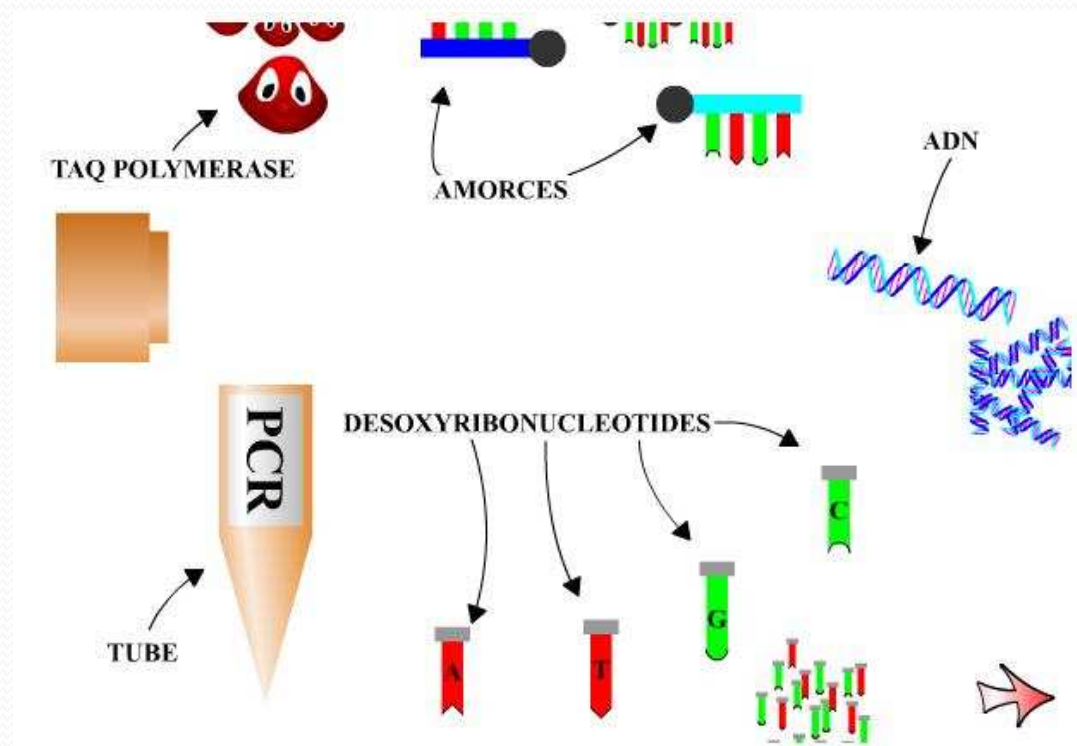 TAQ POLYMERASE
AMORCES
ADN
PCR
DESOXYRIBONUCLEOTIDES
C
G
A
T
TUBE